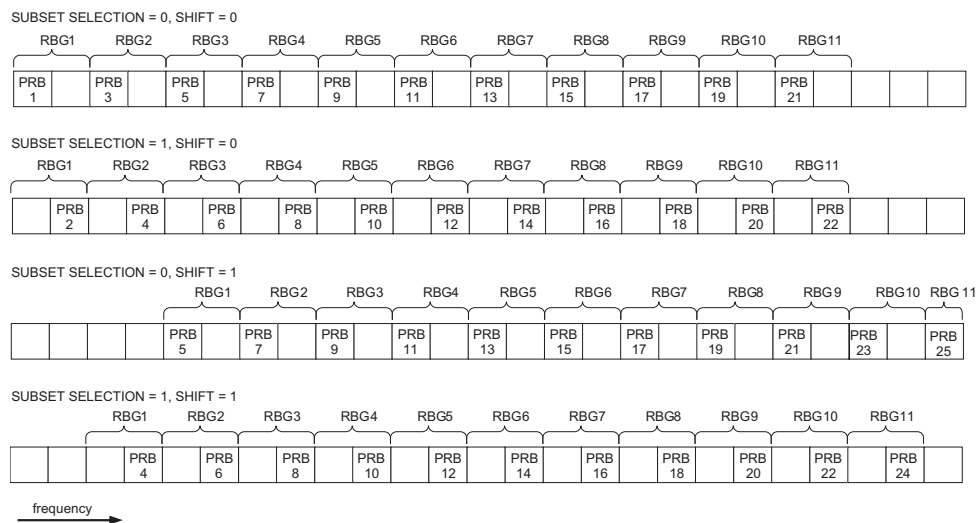 SUBSET SELECTION = 0, SHIFT = 0
RBG1 RBG2 RBG3 RBG4 RBG5 RBG6 RBG7 RBG8 RBG9 RBG10 RBG11
PRB 1 PRB 3 PRB 5 PRB 7 PRB 9 PRB 11 PRB 13 PRB 15 PRB 17 PRB 19 PRB 21
SUBSET SELECTION = 1, SHIFT = 0
RBG1 RBG2 RBG3 RBG4 RBG5 RBG6 RBG7 RBG8 RBG9 RBG10 RBG11
PRB 2 PRB 4 PRB 6 PRB 8 PRB 10 PRB 12 PRB 14 PRB 16 PRB 18 PRB 20 PRB 22
SUBSET SELECTION = 0, SHIFT = 1
RBG1 RBG2 RBG3 RBG4 RBG5 RBG6 RBG7 RBG8 RBG9 RBG10 RBG11
PRB 5 PRB 7 PRB 9 PRB 11 PRB 13 PRB 15 PRB 17 PRB 19 PRB 21 PRB 23 PRB 25
SUBSET SELECTION = 1, SHIFT = 1
RBG1 RBG2 RBG3 RBG4 RBG5 RBG6 RBG7 RBG8 RBG9 RBG10 RBG11
PRB 4 PRB 6 PRB 8 PRB 10 PRB 12 PRB 14 PRB 16 PRB 18 PRB 20 PRB 22 PRB 24
frequency